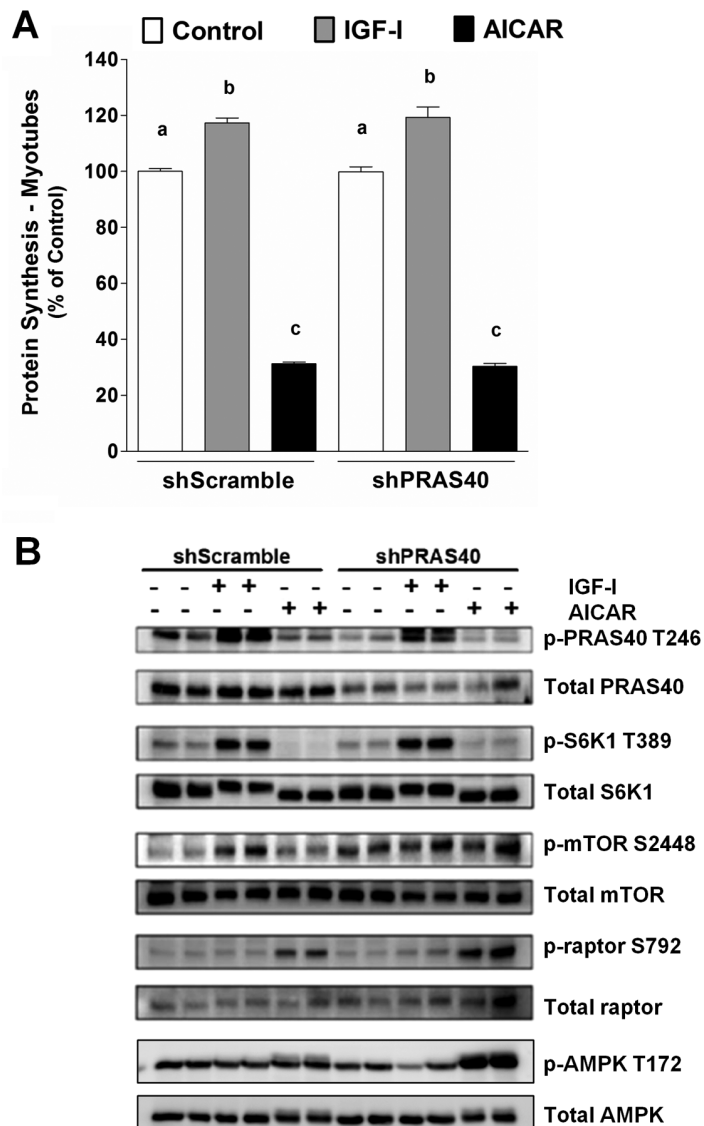 A
Control IGF-I AICAR
Protein Synthesis - Myotubes
(% of Control)
140
120
100
80
60
40
20
0
a
b
c
a
b
c
shScramble shPRAS40
B
shScramble shPRAS40
- - + + - - - - + + - - IGF-I
- - - - + + - - - - + + AICAR
p-PRAS40 T246
Total PRAS40
p-S6K1 T389
Total S6K1
p-mTOR S2448
Total mTOR
p-raptor S792
Total raptor
p-AMPK T172
Total AMPK